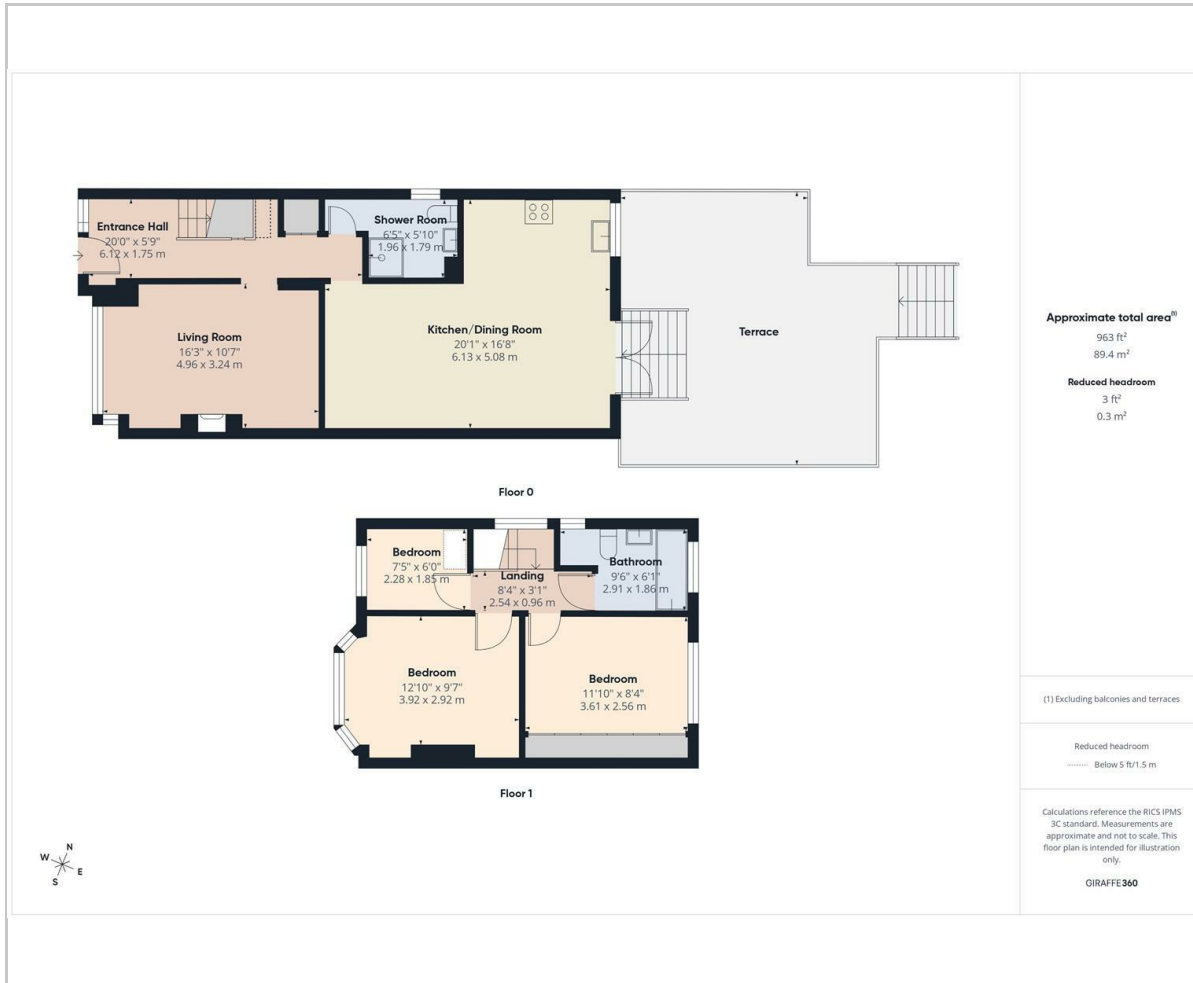 Entrance Hall
20'0" x 5'9"
6.12 x 1.75 m
Shower Room
6'5" x 5'10"
1.96 x 1.79 m
Living Room
16'3" x 10'7"
4.96 x 3.24 m
Kitchen/Dining Room
20'1" x 16'8"
6.13 x 5.08 m
Terrace
Floor 0
Bedroom
7'5" x 6'0"
2.28 x 1.85 m
Landing
8'4" x 3'1"
2.54 x 0.96 m
Bathroom
9'6" x 6'1"
2.91 x 1.86 m
Bedroom
12'10" x 9'7"
3.92 x 2.92 m
Bedroom
11'10" x 8'4"
3.61 x 2.56 m
Floor 1
N
W
E
S
Approximate total area(1)
963 ft²
89.4 m²
Reduced headroom
3 ft²
0.3 m²
(1) Excluding balconies and terraces
Reduced headroom
Below 5 ft/1.5 m
Calculations reference the RICS IPMS
3C standard. Measurements are
approximate and not to scale. This
floor plan is intended for illustration
only.
GIRAFFE360